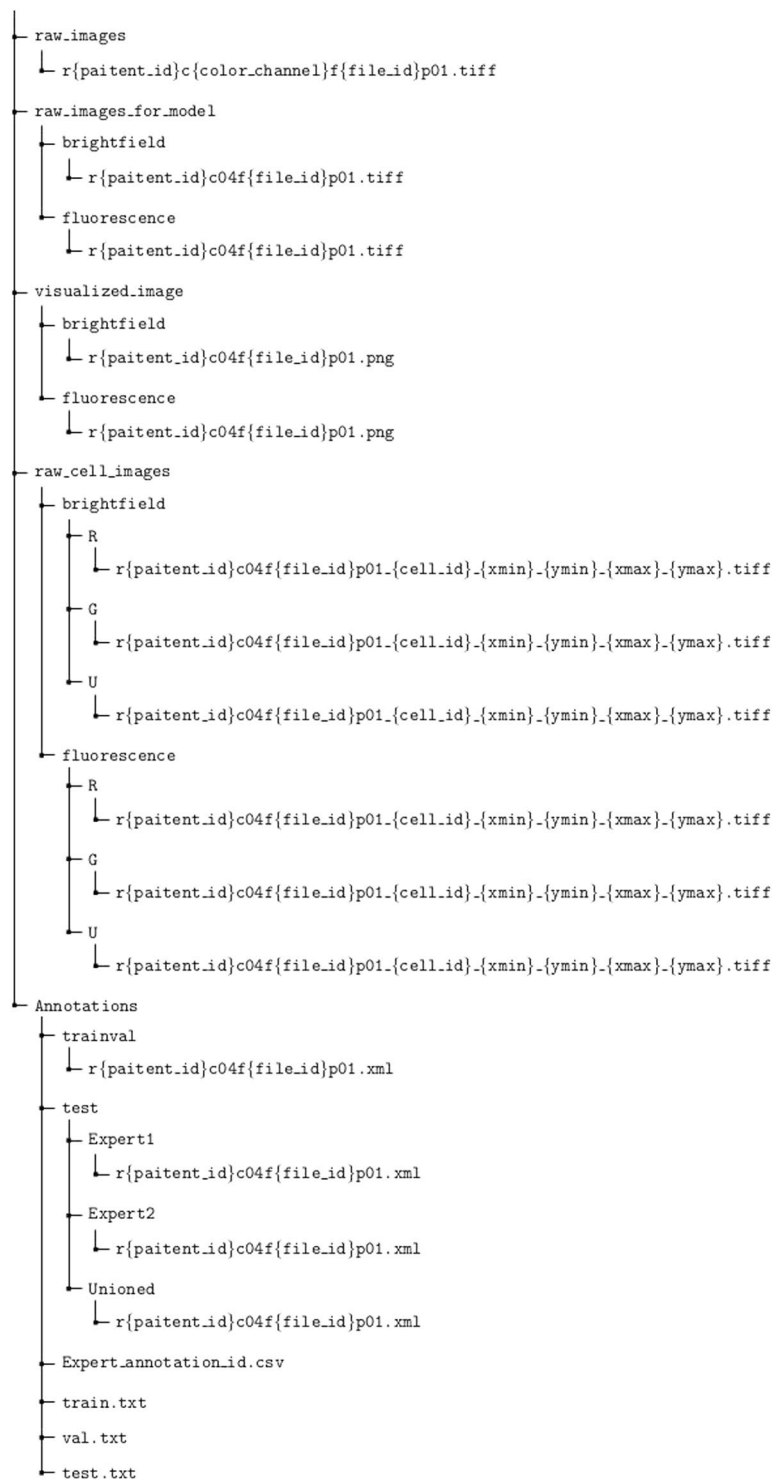 raw_images
r{paitent_id}c{color_channel}f{file_id}p01.tiff
raw_images_for_model
brightfield
r{paitent_id}c04f{file_id}p01.tiff
fluorescence
r{paitent_id}c04f{file_id}p01.tiff
visualized_image
brightfield
r{paitent_id}c04f{file_id}p01.png
fluorescence
r{paitent_id}c04f{file_id}p01.png
raw_cell_images
brightfield
R
r{paitent_id}c04f{file_id}p01_{cell_id}_{xmin}_{ymin}_{xmax}_{ymax}.tiff
G
r{paitent_id}c04f{file_id}p01_{cell_id}_{xmin}_{ymin}_{xmax}_{ymax}.tiff
U
r{paitent_id}c04f{file_id}p01_{cell_id}_{xmin}_{ymin}_{xmax}_{ymax}.tiff
fluorescence
R
r{paitent_id}c04f{file_id}p01_{cell_id}_{xmin}_{ymin}_{xmax}_{ymax}.tiff
G
r{paitent_id}c04f{file_id}p01_{cell_id}_{xmin}_{ymin}_{xmax}_{ymax}.tiff
U
r{paitent_id}c04f{file_id}p01_{cell_id}_{xmin}_{ymin}_{xmax}_{ymax}.tiff
Annotations
trainval
r{paitent_id}c04f{file_id}p01.xml
test
Expert1
r{paitent_id}c04f{file_id}p01.xml
Expert2
r{paitent_id}c04f{file_id}p01.xml
Unioned
r{paitent_id}c04f{file_id}p01.xml
Expert_annotation_id.csv
train.txt
val.txt
test.txt